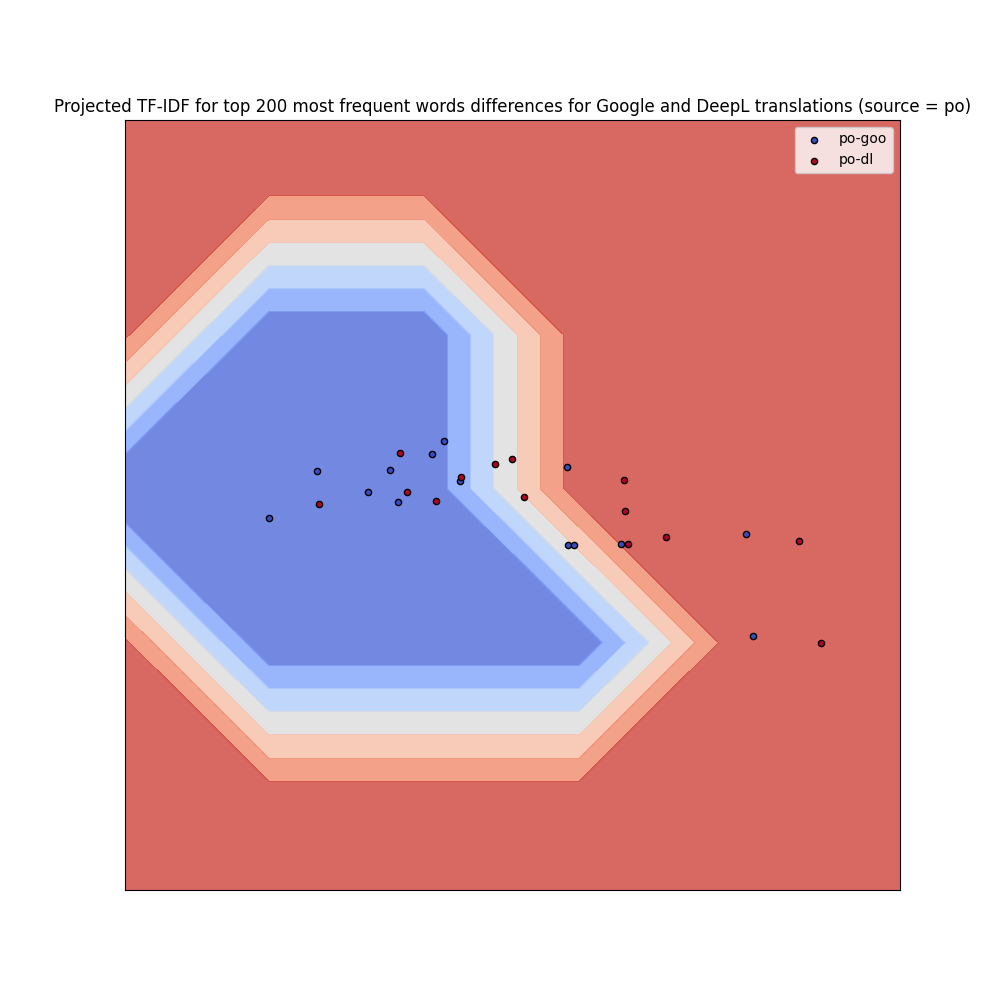 Projected TF-IDF for top 200 most frequent words differences for Google and DeepL translations (source = po)
po-goo
po-dl